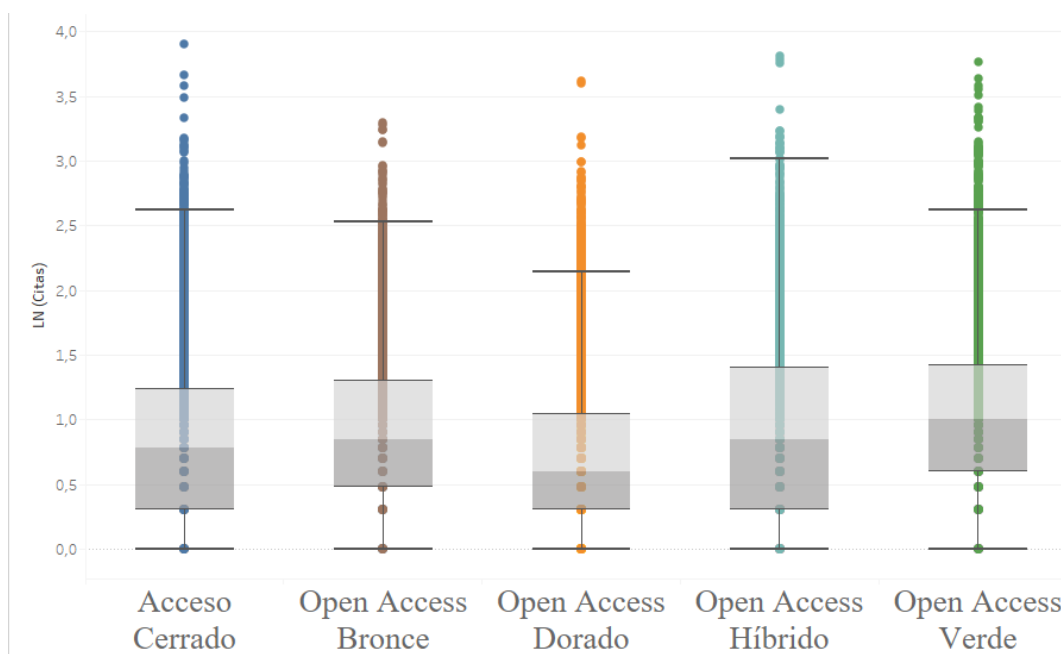 4,0
3,5
3,0
2,5
2,0
1,5
1,0
0,5
0,0
LN (Citas)
Acceso
Cerrado
Open Access
Bronce
Open Access
Dorado
Open Access
Híbrido
Open Access
Verde